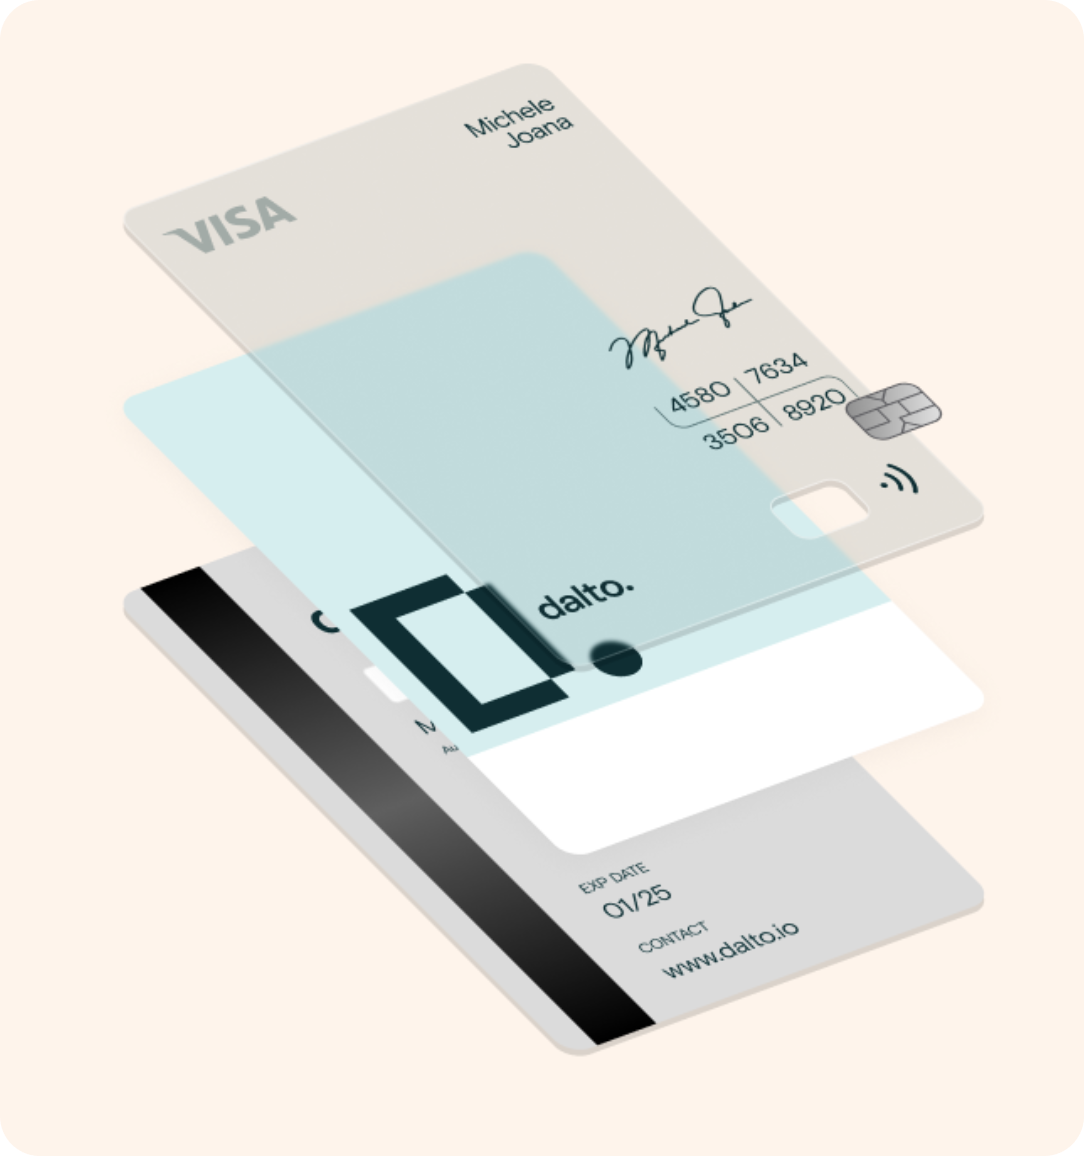 Michele
Joana
VISA
4580 7634
3506 8920
dalto.
EXP DATE
01/25
CONTACT
www.dalto.io